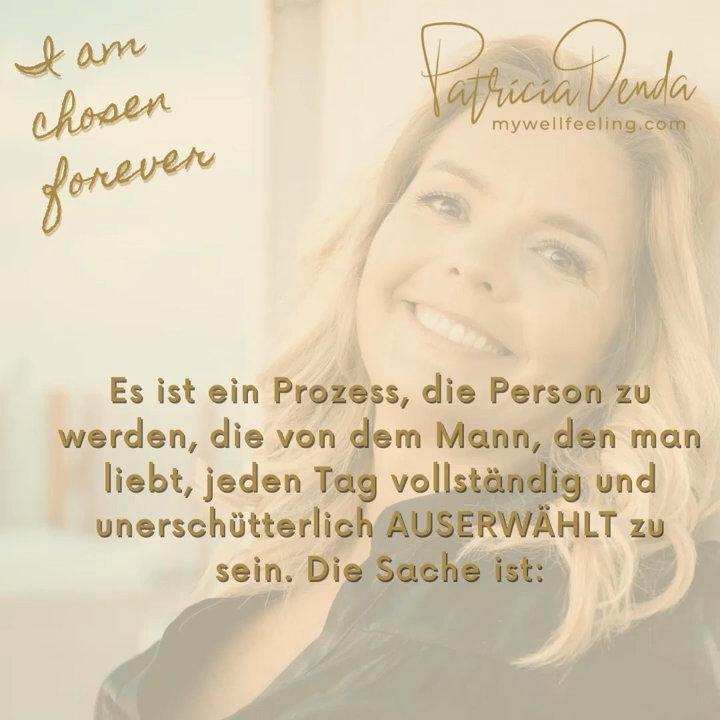 I am
chosen
forever
Patricia Denda
mywellfeeling.com
Es ist ein Prozess, die Person zu
werden, die von dem Mann, den man
liebt, jeden Tag vollständig und
unerschütterlich AUSERWÄHLT zu
sein. Die Sache ist: